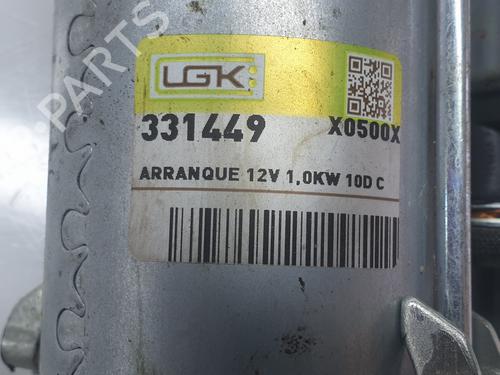 B-PARTS
LGK
331449 X0500X
ARRANQUE 12V 1,0KW 10D C